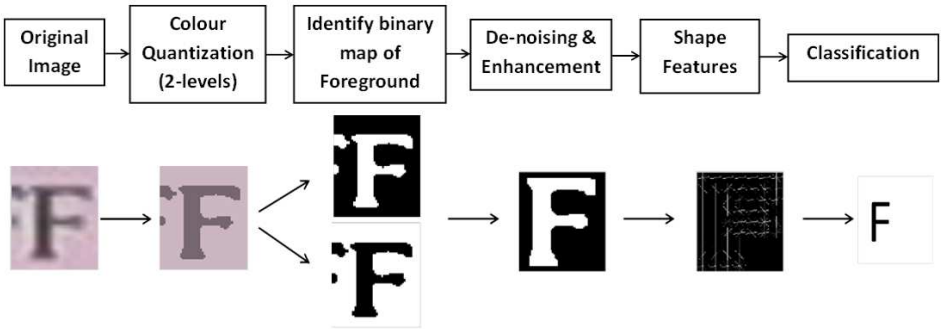 Original
Image
Colour
Quantization
(2-levels)
Identify binary
map of
Foreground
De-noising &
Enhancement
Shape
Features
Classification
F
F
F
F
F
F